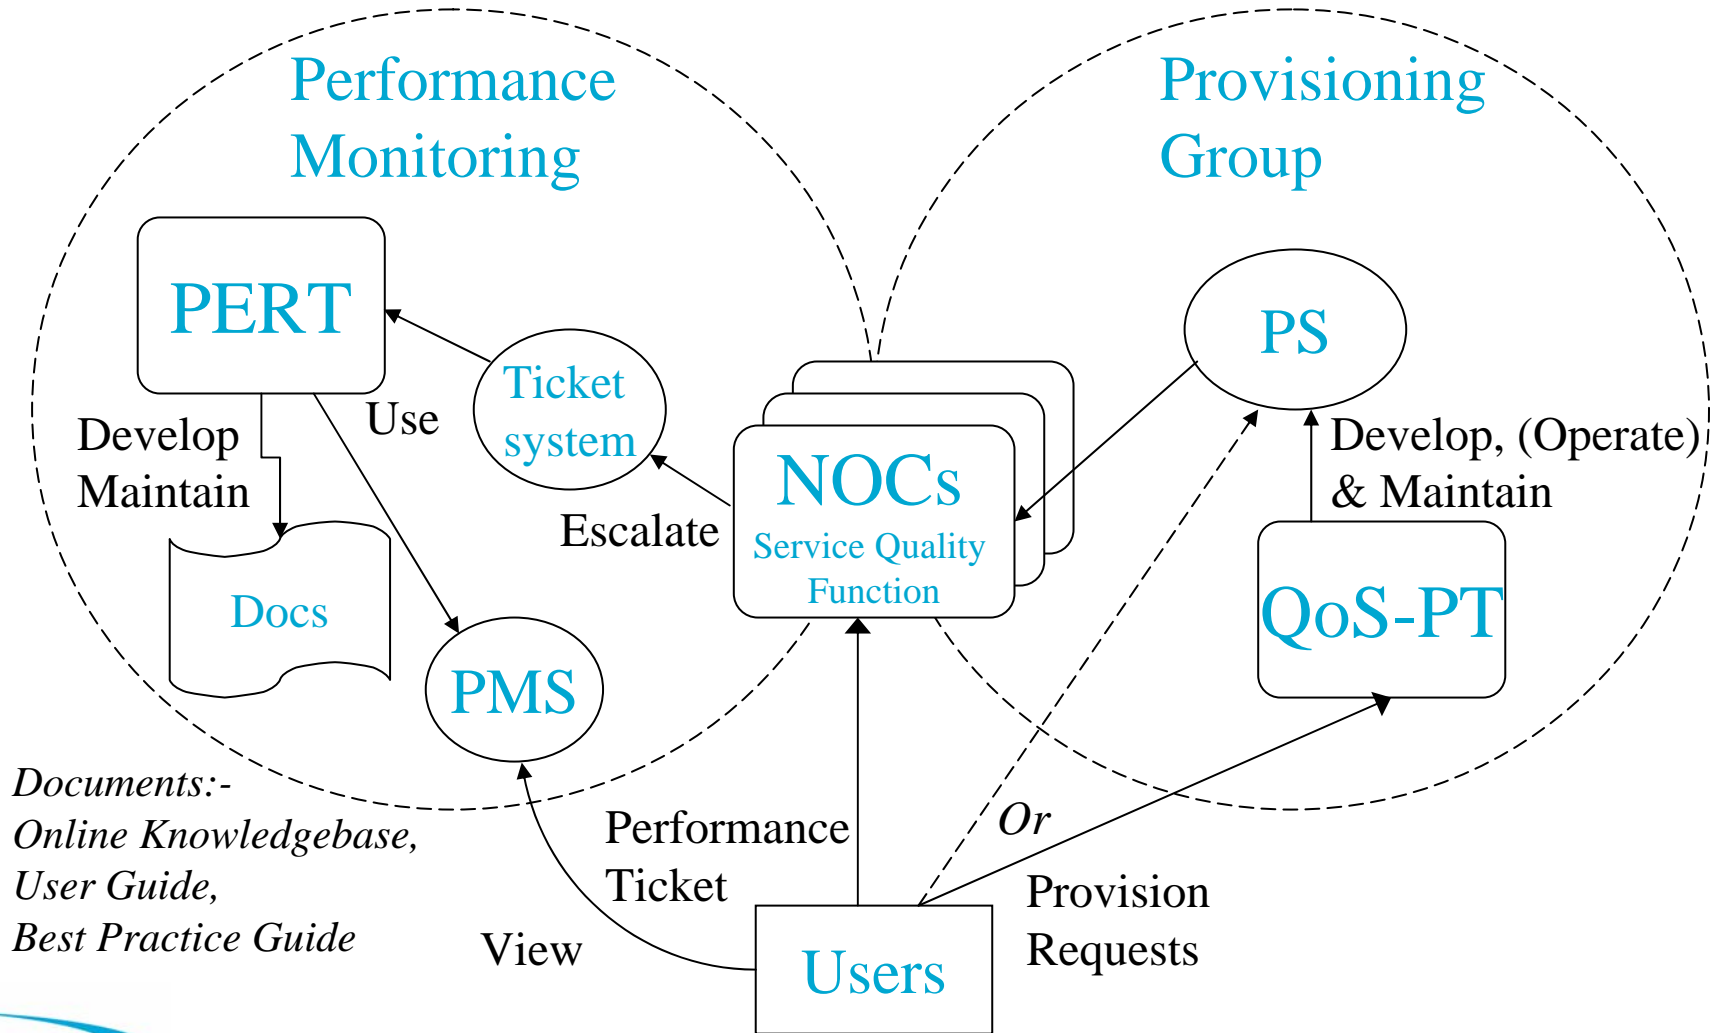 Performance
Monitoring
Provisioning
Group
PERT
PS
Ticket
system
Use
Develop
Maintain
Develop, (Operate)
& Maintain
NOCs
Service Quality
Function
Escalate
Docs
QoS-PT
PMS
Documents:-
Online Knowledgebase,
User Guide,
Best Practice Guide
Performance
Ticket
Or
Provision
Requests
View
Users